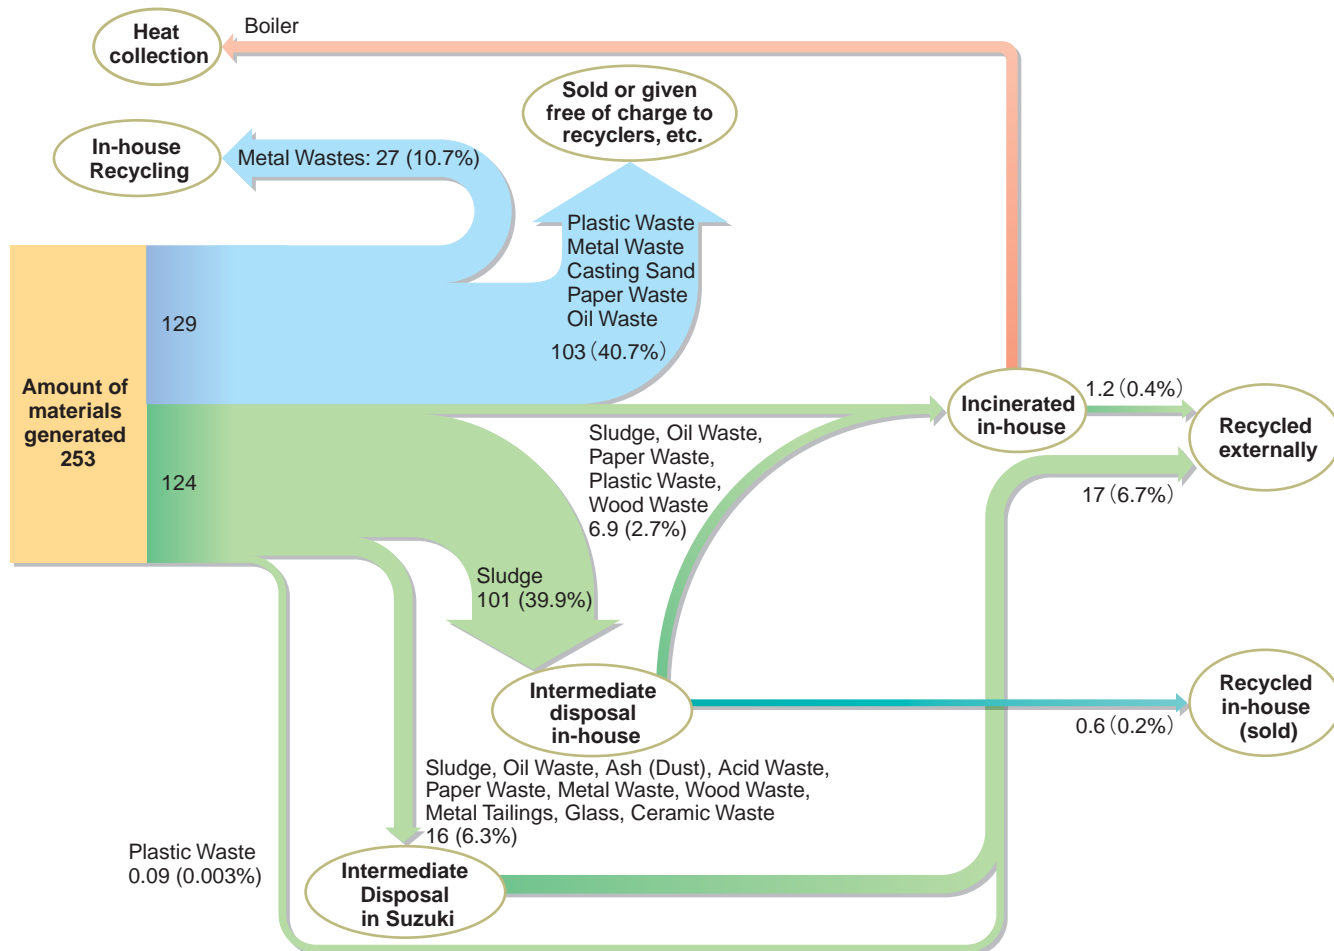 Heat
collection
Boiler
Sold or given
free of charge to
recyclers, etc.
In-house
Recycling
Metal Wastes: 27 (10.7%)
Plastic Waste
Metal Waste
Casting Sand
Paper Waste
Oil Waste
103 (40.7%)
129
Amount of
materials
generated
253
124
Incinerated
in-house
1.2 (0.4%)
Recycled
externally
17 (6.7%)
Sludge, Oil Waste,
Paper Waste,
Plastic Waste,
Wood Waste
6.9 (2.7%)
Sludge
101 (39.9%)
Intermediate
disposal
in-house
Recycled
in-house
(sold)
0.6 (0.2%)
Sludge, Oil Waste, Ash (Dust), Acid Waste,
Paper Waste, Metal Waste, Wood Waste,
Metal Tailings, Glass, Ceramic Waste
16 (6.3%)
Plastic Waste
0.09 (0.003%)
Intermediate
Disposal
in Suzuki